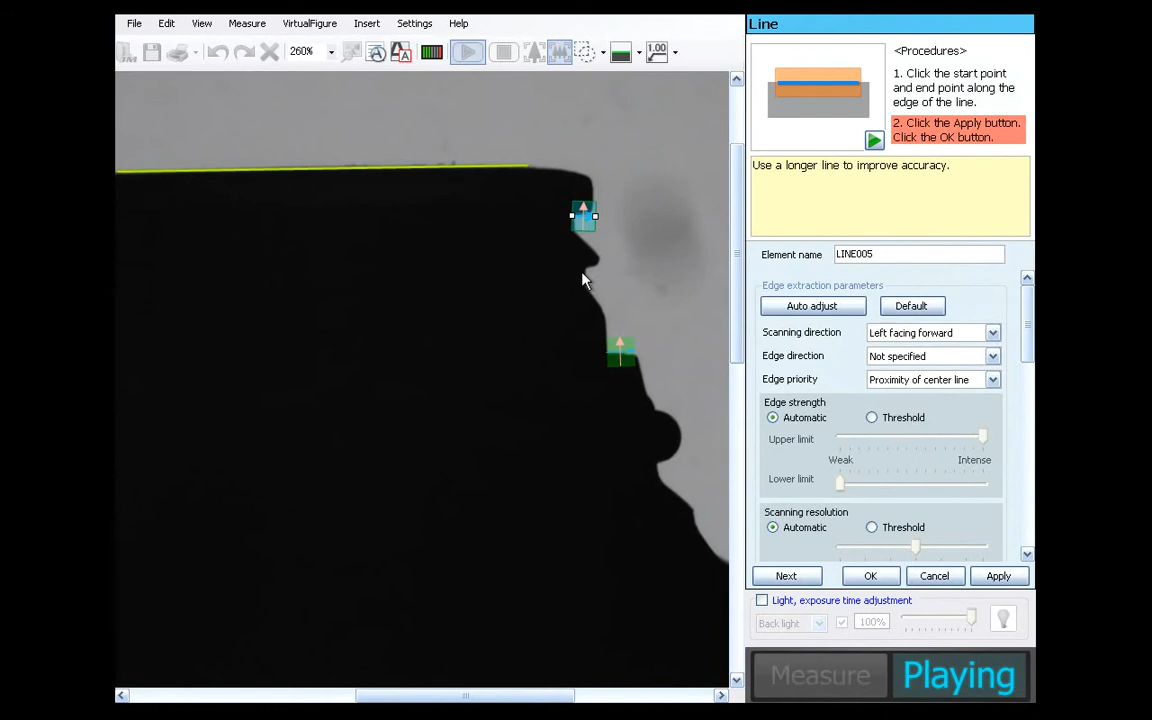 File Edit View Measure VirtualFigure Insert Settings Help
260%
1.00
Line
<Procedures>
1. Click the start point
and end point along the
edge of the line.
2. Click the Apply button.
Click the OK button.
Use a longer line to improve accuracy.
Element name LINE005
Edge extraction parameters
Auto adjust Default
Scanning direction Left facing forward
Edge direction Not specified
Edge priority Proximity of center line
Edge strength
Automatic Threshold
Upper limit
Weak Intense
Lower limit
Scanning resolution
Automatic Threshold
Next OK Cancel Apply
Light, exposure time adjustment
Back light 100%
Measure Playing